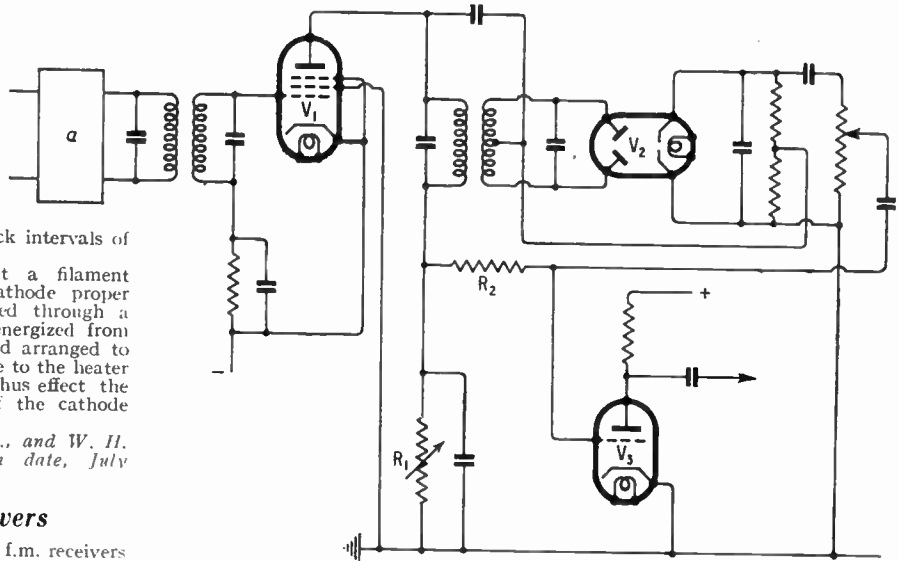 a
V1
V2
+
R2
ck intervals of
t a filament
athode proper
ed through a
energized from
d arranged to
e to the heater
hus effect the
f the cathode
–
., and W. H.
n date, July
R1
V3
vers
f.m. receivers